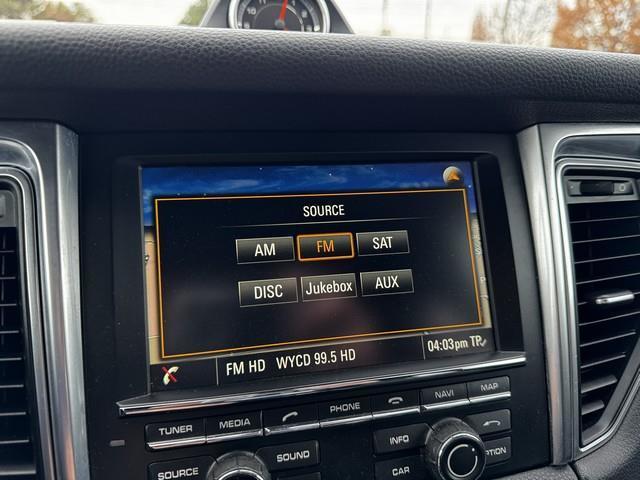 SOURCE
AM FM SAT
DISC Jukebox AUX
FM HD WYCD 99.5 HD 04:03pm TP
TUNER MEDIA PHONE NAVI MAP
SOURCE SOUND INFO
CAR